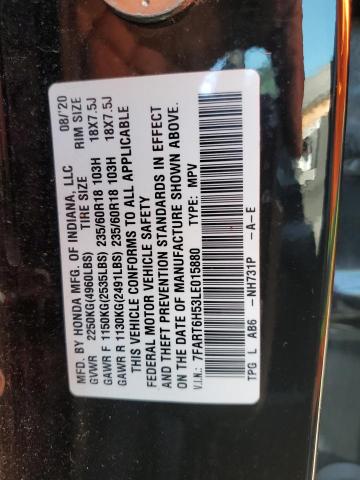 MFD. BY HONDA MFG. OF INDIANA, LLC 08/20
TIRE SIZE RIM SIZE
GVWR 2250KG(4960LBS)
GAWR F 1150KG(2535LBS) 235/60R18 103H 18X7.5J
GAWR R 1130KG(2491LBS) 235/60R18 103H 18X7.5J
THIS VEHICLE CONFORMS TO ALL APPLICABLE
FEDERAL MOTOR VEHICLE SAFETY
AND THEFT PREVENTION STANDARDS IN EFFECT
ON THE DATE OF MANUFACTURE SHOWN ABOVE.
V.I.N.: 7FART6H53LE015880 TYPE: MPV
TPG L AB6 -NH731P -A-E